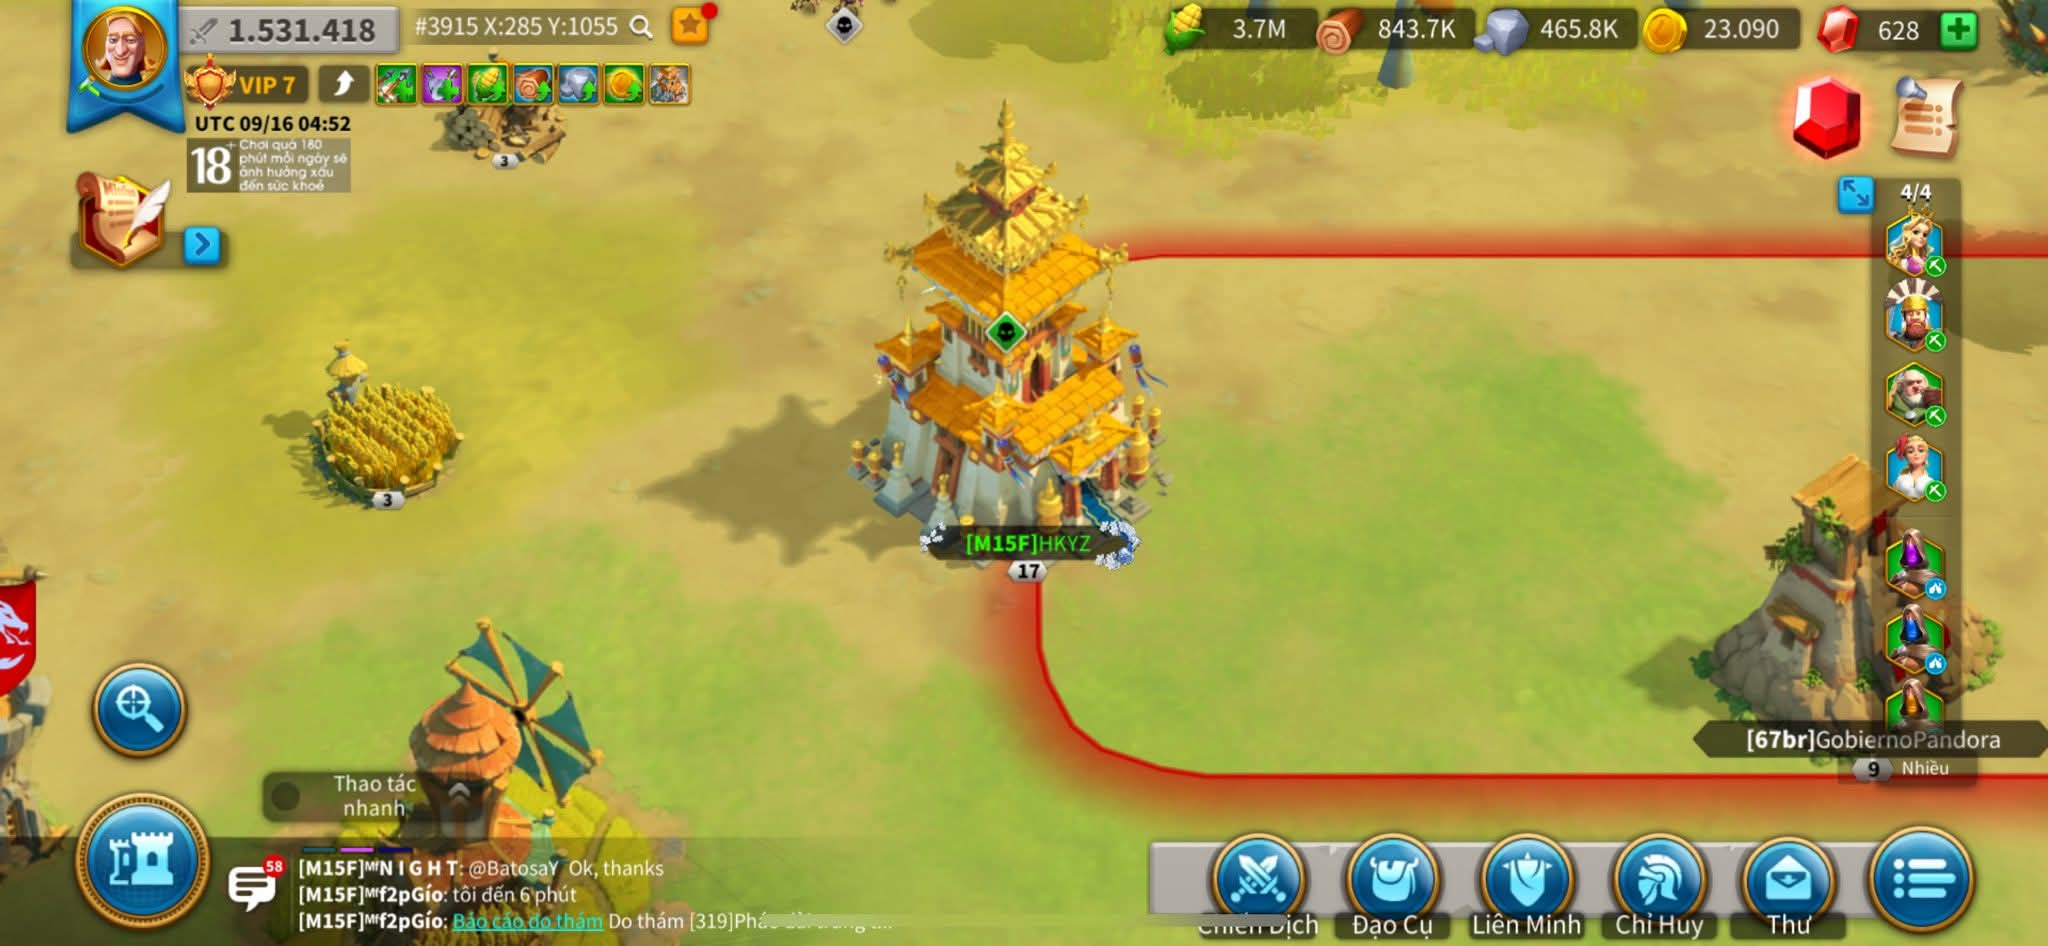 1.531.418
#3915 X:285 Y:1055
3.7M
843.7K
465.8K
23.090
628
VIP 7
UTC 09/16 04:52
18+
Chơi quá 180
phút mỗi ngày sẽ
ảnh hưởng xấu
đến sức khoẻ
4/4
3
3
[M15F]HKYZ
17
[67br]GobiernoPandora
9 Nhiều
Thao tác
nhanh
58
[M15F]ᴹᶠN I G H T: @BatosaY Ok, thanks
[M15F]ᴹᶠf2pGío: tôi đến 6 phút
[M15F]ᴹᶠf2pGío: Báo cáo do thám Do thám [319]
Chiến Dịch
Đạo Cụ
Liên Minh
Chỉ Huy
Thư